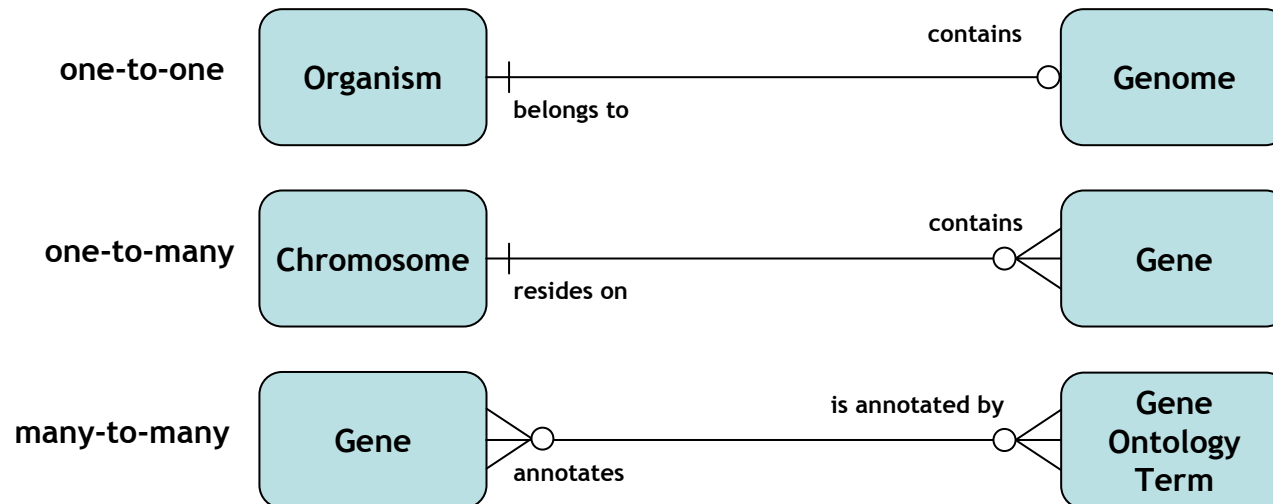 contains
one-to-one
Organism
Genome
belongs to
contains
one-to-many
Chromosome
Gene
resides on
Gene
is annotated by
Ontology
many-to-many
Gene
annotates
Term